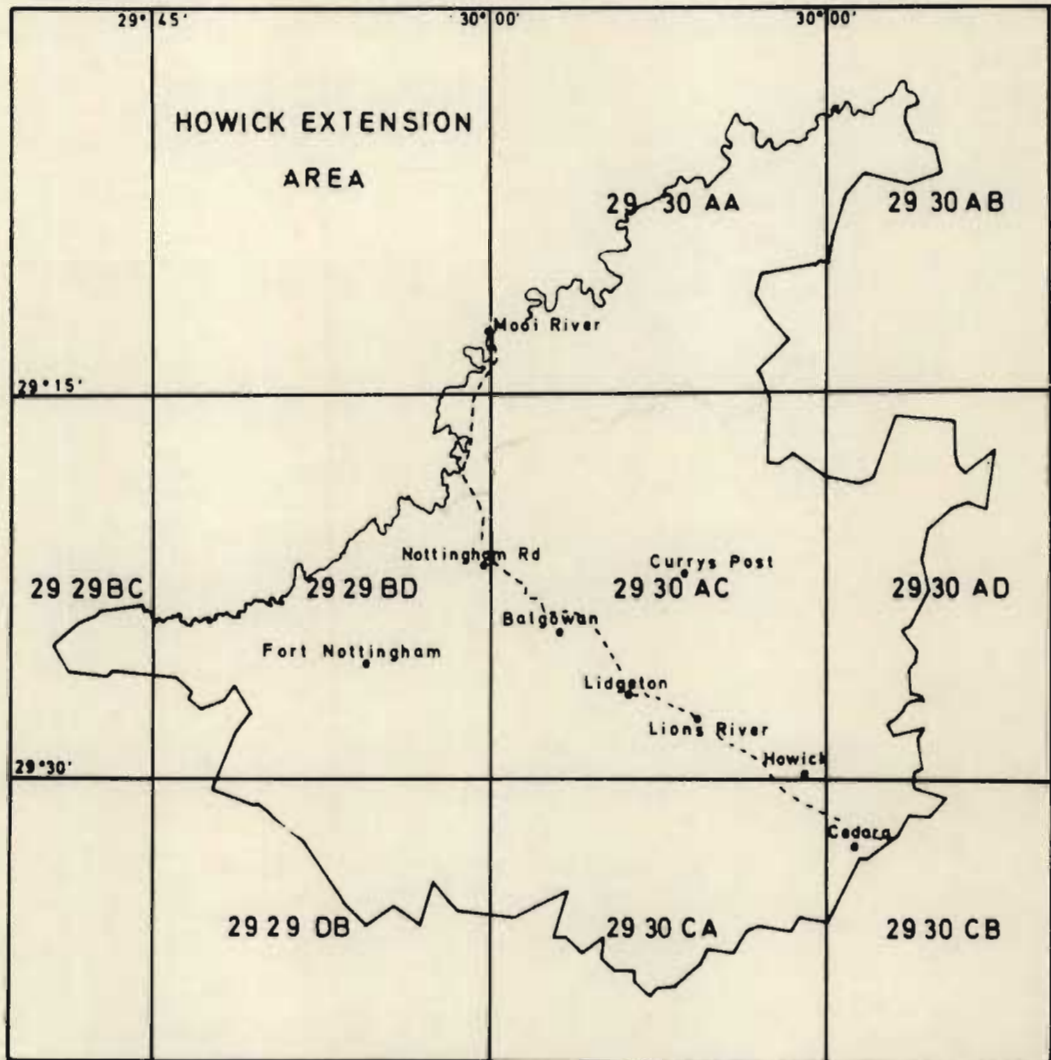 29°45'
30°00'
30°00'
HOWICK EXTENSION
AREA
29 30 AA
29 30 AB
Mooi River
29°15'
Nottingham Rd
Currys Post
29 29BC
29 29 BD
29 30 AC
29 30 AD
Balgowan
Fort Nottingham
Lidgeton
Lions River
Howick
29°30'
Cedara
29 29 DB
29 30 CA
29 30 CB